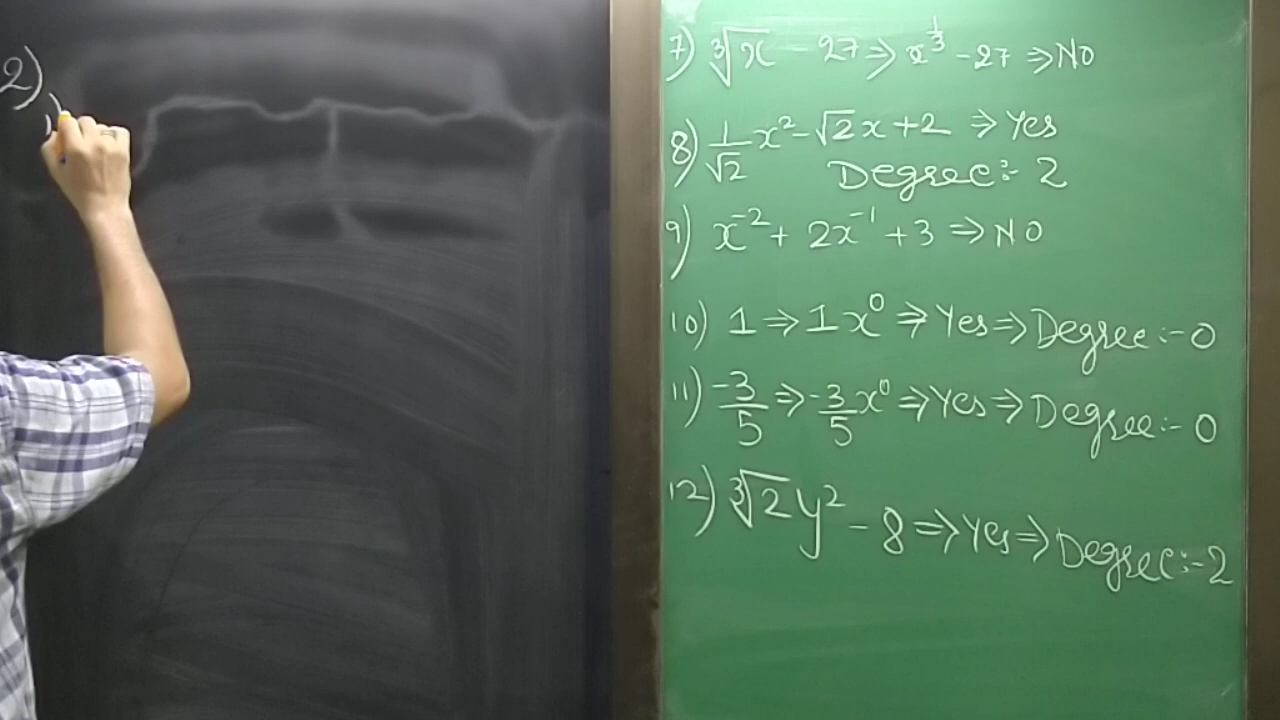 2)
7) ∛x - 27 ⇒ x^(1/3) - 27 ⇒ No
8) 1/√2 x² - √2x + 2 ⇒ Yes
Degree:- 2
9) x⁻² + 2x⁻¹ + 3 ⇒ NO
10) 1 ⇒ 1x⁰ ⇒ Yes ⇒ Degree:- 0
11) -3/5 ⇒ -3/5 x⁰ ⇒ Yes ⇒ Degree:- 0
12) ∛2 y² - 8 ⇒ Yes ⇒ Degree:- 2